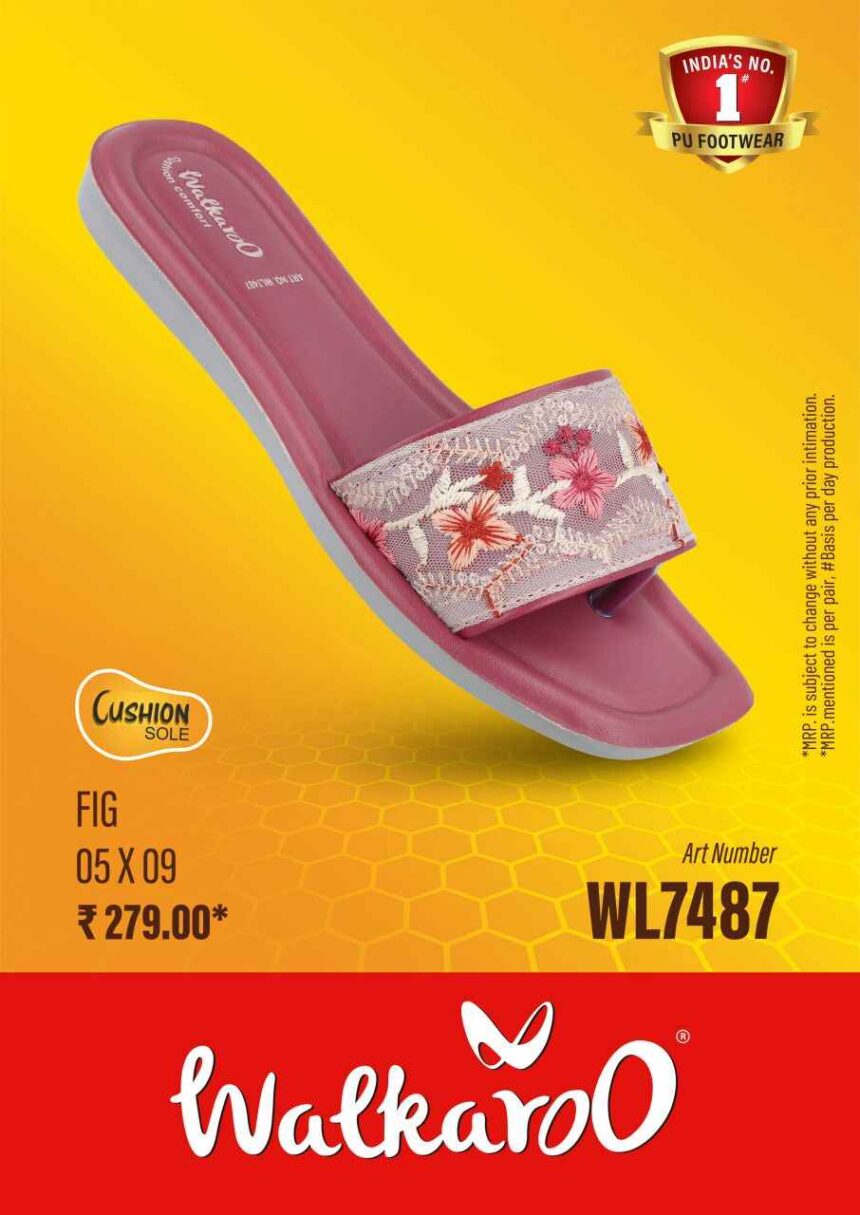 INDIA'S NO.
1#
PU FOOTWEAR
WalkaroO
ART NO. WL7487
*MRP. is subject to change without any prior intimation.
*MRP.mentioned is per pair, #Basis per day production.
CUSHION
SOLE
FIG
05 X 09
₹ 279.00*
Art Number
WL7487
WalkaroO®